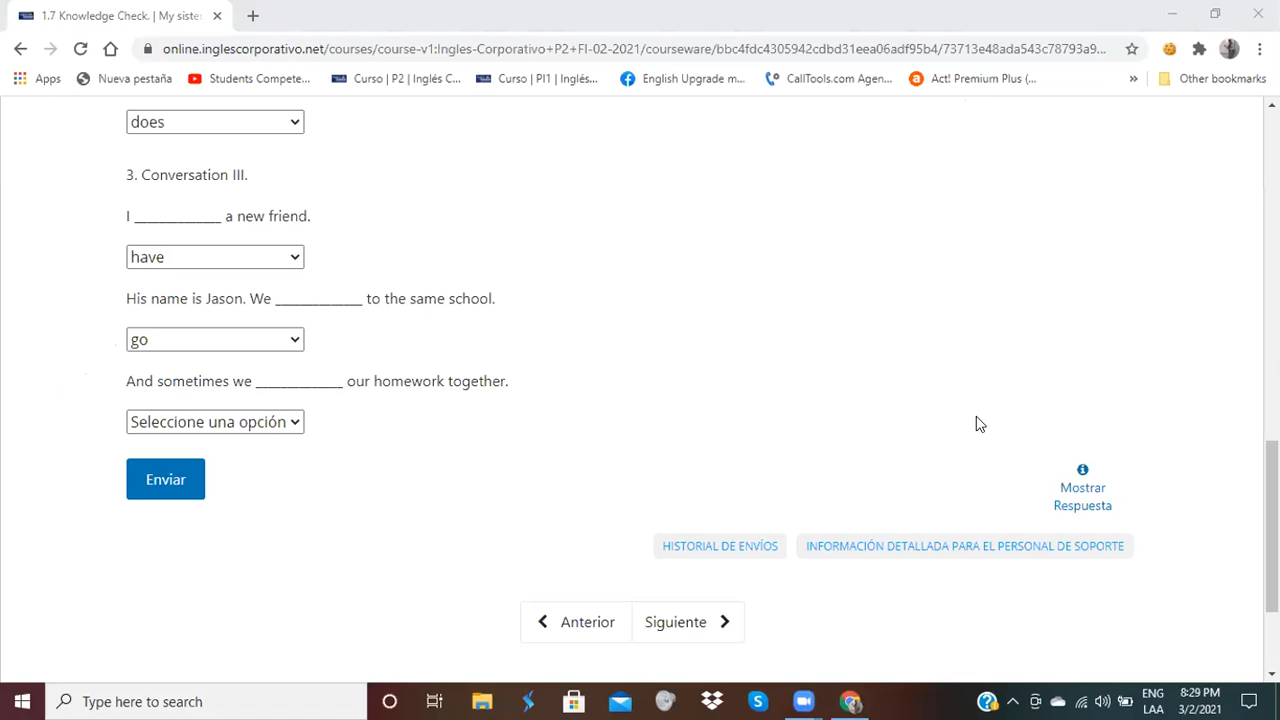 1.7 Knowledge Check. | My siste
online.inglescorporativo.net/courses/course-v1:Ingles-Corporativo+P2+FI-02-2021/courseware/bbc4fdc4305942cdbd31eea06adf95b4/73713e48ada543c78793a9...
Apps Nueva pestaña Students Compete... Curso | P2 | Inglés C... Curso | PI1 | Inglés... English Upgrade m... CallTools.com Agen... Act! Premium Plus (... » Other bookmarks
does
3. Conversation III.
I _____________ a new friend.
have
His name is Jason. We _____________ to the same school.
go
And sometimes we _____________ our homework together.
Seleccione una opción
Enviar
Mostrar
Respuesta
HISTORIAL DE ENVÍOS INFORMACIÓN DETALLADA PARA EL PERSONAL DE SOPORTE
Anterior Siguiente
Type here to search
ENG 8:29 PM
LAA 3/2/2021